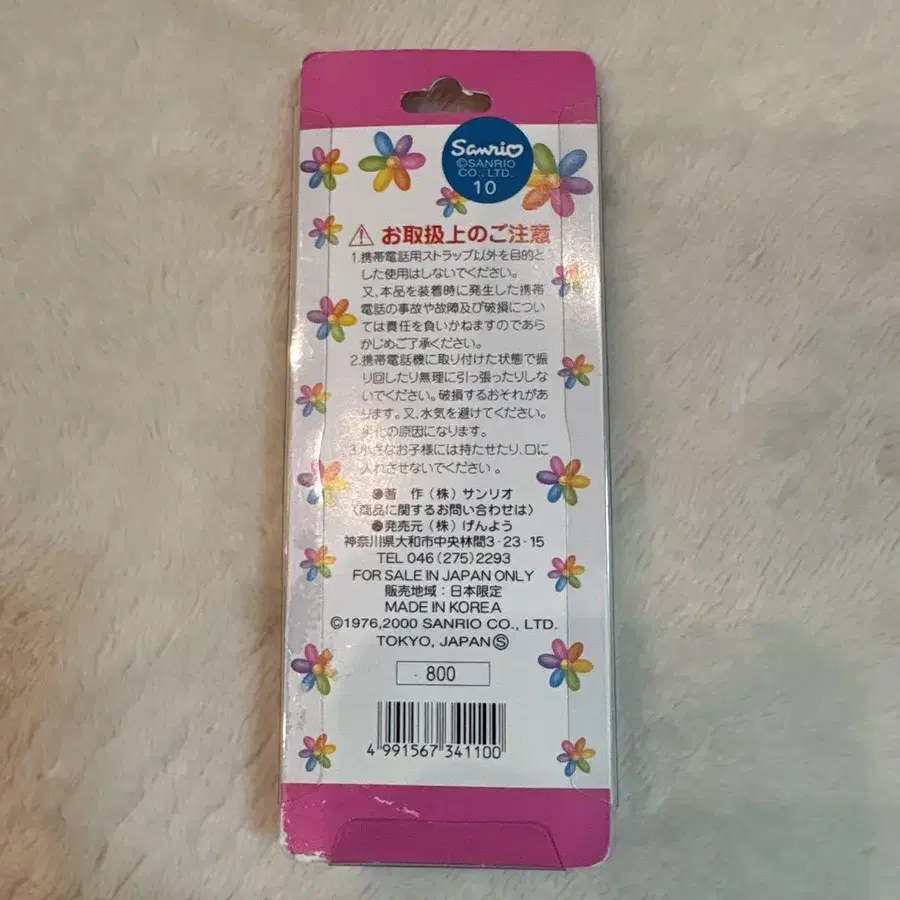 Sanrio
©SANRIO
CO., LTD.
10
⚠ お取扱上のご注意
1.携帯電話用ストラップ以外を目的と
した使用はしないでください。
又、本品を装着時に発生した携帯
電話の事故や故障及び破損につい
ては責任を負いかねますのであら
かじめご了承ください。
2.携帯電話機に取り付けた状態で振
り回したり無理に引っ張ったりしな
いでください。破損するおそれがあ
ります。又、水気を避けてください。
劣化の原因になります。
3.小さなお子様には持たせたり、口に
入れさせないでください。
●著 作(株)サンリオ
〈商品に関するお問い合わせは〉
●発売元(株)げんよう
神奈川県大和市中央林間3-23-15
TEL 046(275)2293
FOR SALE IN JAPAN ONLY
販売地域:日本限定
MADE IN KOREA
©1976,2000 SANRIO CO., LTD.
TOKYO, JAPAN Ⓢ
800
4 991567 341100